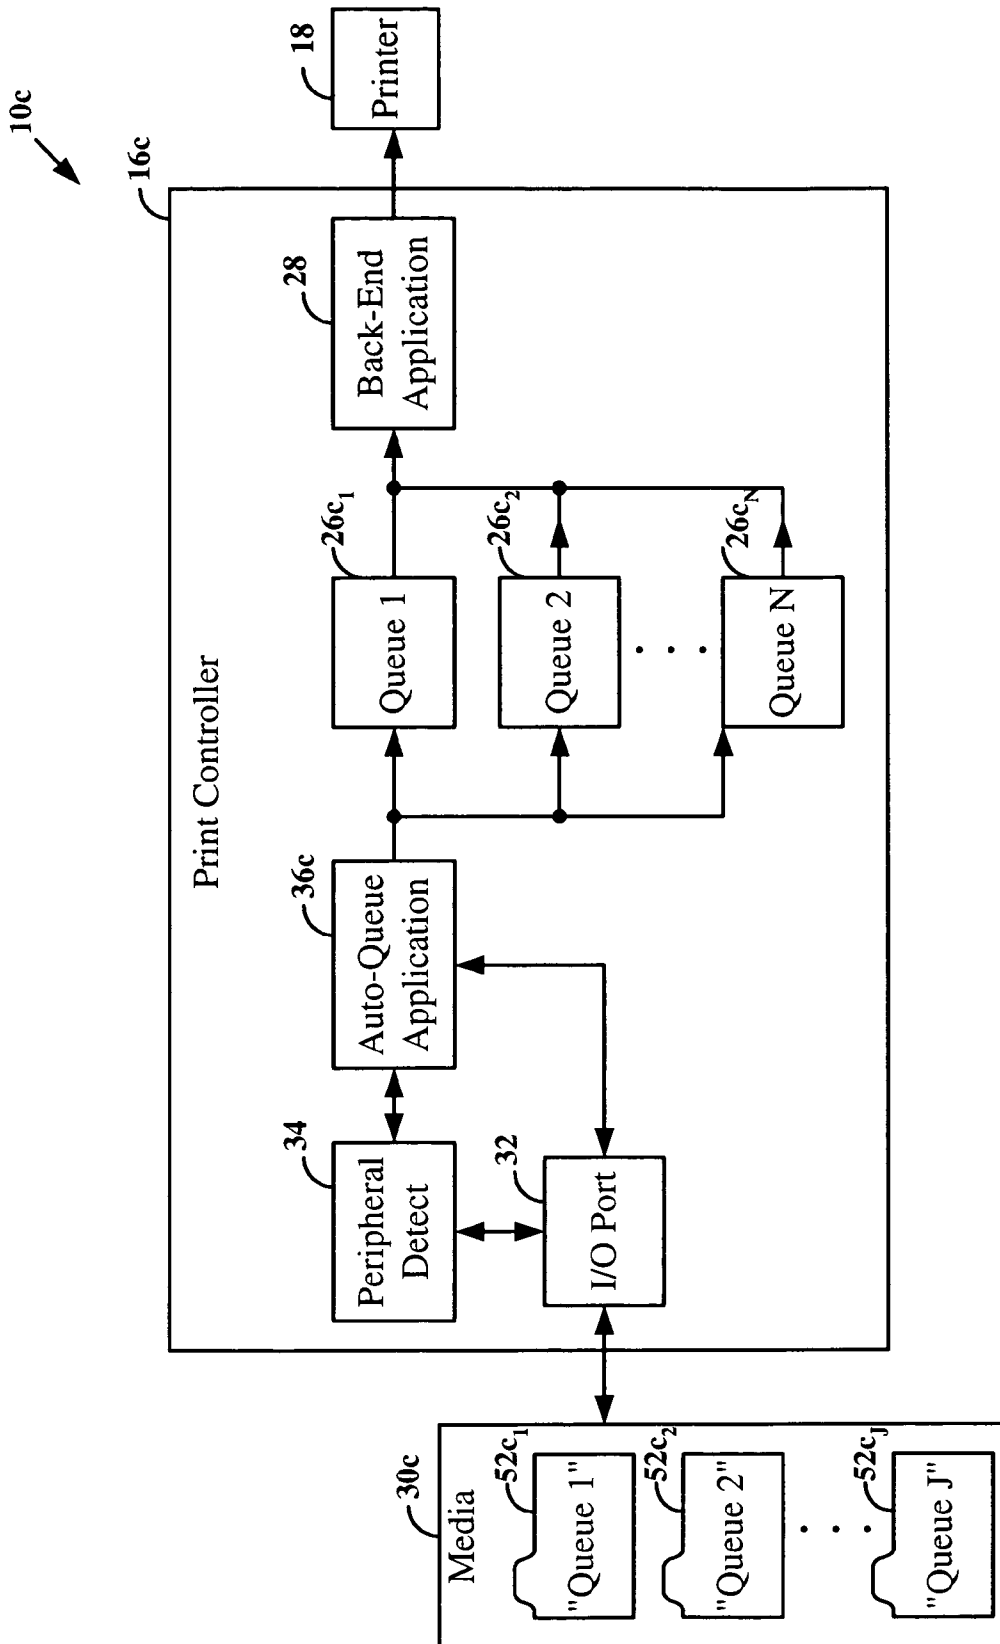 10c
16c
Print Controller
30c
Media
52c1
"Queue 1"
52c2
"Queue 2"
52cJ
"Queue J"
32
I/O Port
34
Peripheral
Detect
36c
Auto-Queue
Application
26c1
Queue 1
26c2
Queue 2
26cN
Queue N
28
Back-End
Application
18
Printer